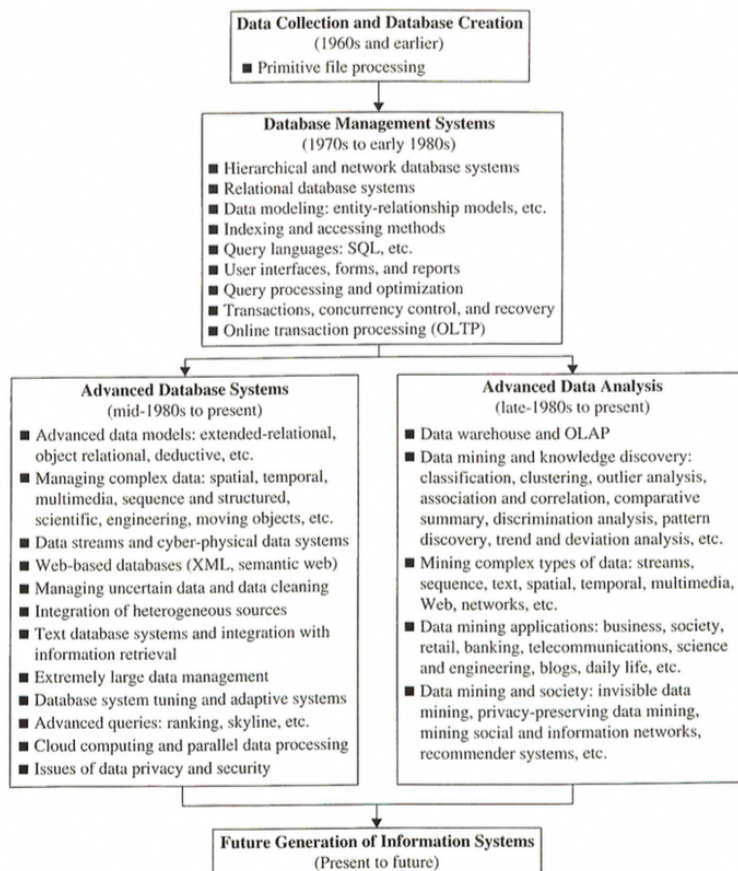 Data Collection and Database Creation
(1960s and earlier)
■ Primitive file processing
Database Management Systems
(1970s to early 1980s)
■ Hierarchical and network database systems
■ Relational database systems
■ Data modeling: entity-relationship models, etc.
■ Indexing and accessing methods
■ Query languages: SQL, etc.
■ User interfaces, forms, and reports
■ Query processing and optimization
■ Transactions, concurrency control, and recovery
■ Online transaction processing (OLTP)
Advanced Database Systems
(mid-1980s to present)
■ Advanced data models: extended-relational,
object relational, deductive, etc.
■ Managing complex data: spatial, temporal,
multimedia, sequence and structured,
scientific, engineering, moving objects, etc.
■ Data streams and cyber-physical data systems
■ Web-based databases (XML, semantic web)
■ Managing uncertain data and data cleaning
■ Integration of heterogeneous sources
■ Text database systems and integration with
information retrieval
■ Extremely large data management
■ Database system tuning and adaptive systems
■ Advanced queries: ranking, skyline, etc.
■ Cloud computing and parallel data processing
■ Issues of data privacy and security
Advanced Data Analysis
(late-1980s to present)
■ Data warehouse and OLAP
■ Data mining and knowledge discovery:
classification, clustering, outlier analysis,
association and correlation, comparative
summary, discrimination analysis, pattern
discovery, trend and deviation analysis, etc.
■ Mining complex types of data: streams,
sequence, text, spatial, temporal, multimedia,
Web, networks, etc.
■ Data mining applications: business, society,
retail, banking, telecommunications, science
and engineering, blogs, daily life, etc.
■ Data mining and society: invisible data
mining, privacy-preserving data mining,
mining social and information networks,
recommender systems, etc.
Future Generation of Information Systems
(Present to future)